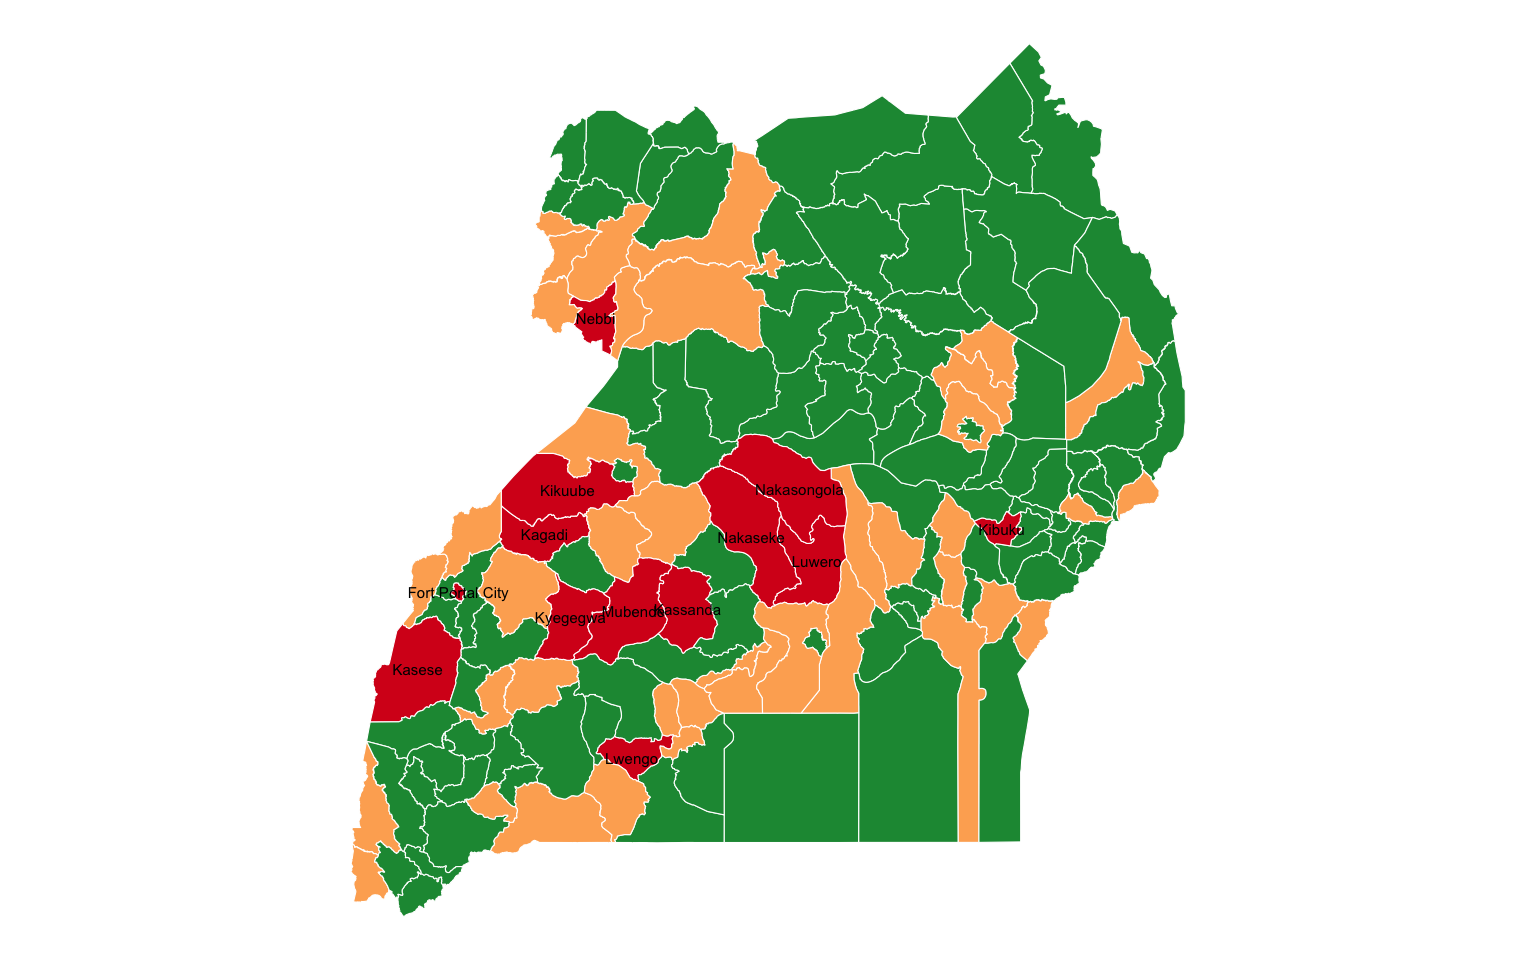 Nebbi
Nakasongola
Kikuube
Kibuku
Kagadi
Nakaseke
Luwero
Fort Portal City
Kyegegwa
Mubende
Kassanda
Kasese
Lwengo